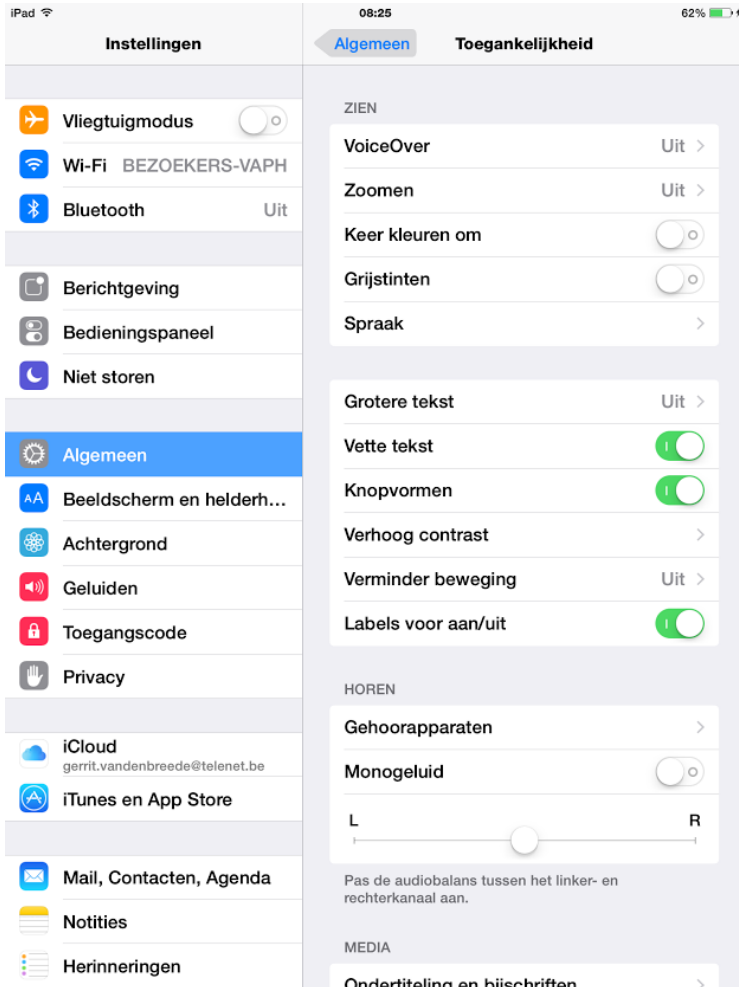 iPad 08:25 62%
Instellingen
Vliegtuigmodus
Wi-Fi BEZOEKERS-VAPH
Bluetooth Uit
Berichtgeving
Bedieningspaneel
Niet storen
Algemeen
AA Beeldscherm en helderh...
Achtergrond
Geluiden
Toegangscode
Privacy
iCloud
gerrit.vandenbreede@telenet.be
iTunes en App Store
Mail, Contacten, Agenda
Notities
Herinneringen
Algemeen Toegankelijkheid
ZIEN
VoiceOver Uit
Zoomen Uit
Keer kleuren om
Grijstinten
Spraak
Grotere tekst Uit
Vette tekst
Knopvormen
Verhoog contrast
Verminder beweging Uit
Labels voor aan/uit
HOREN
Gehoorapparaten
Monogeluid
L R
Pas de audiobalans tussen het linker- en
rechterkanaal aan.
MEDIA
Ondertiteling en bijschriften